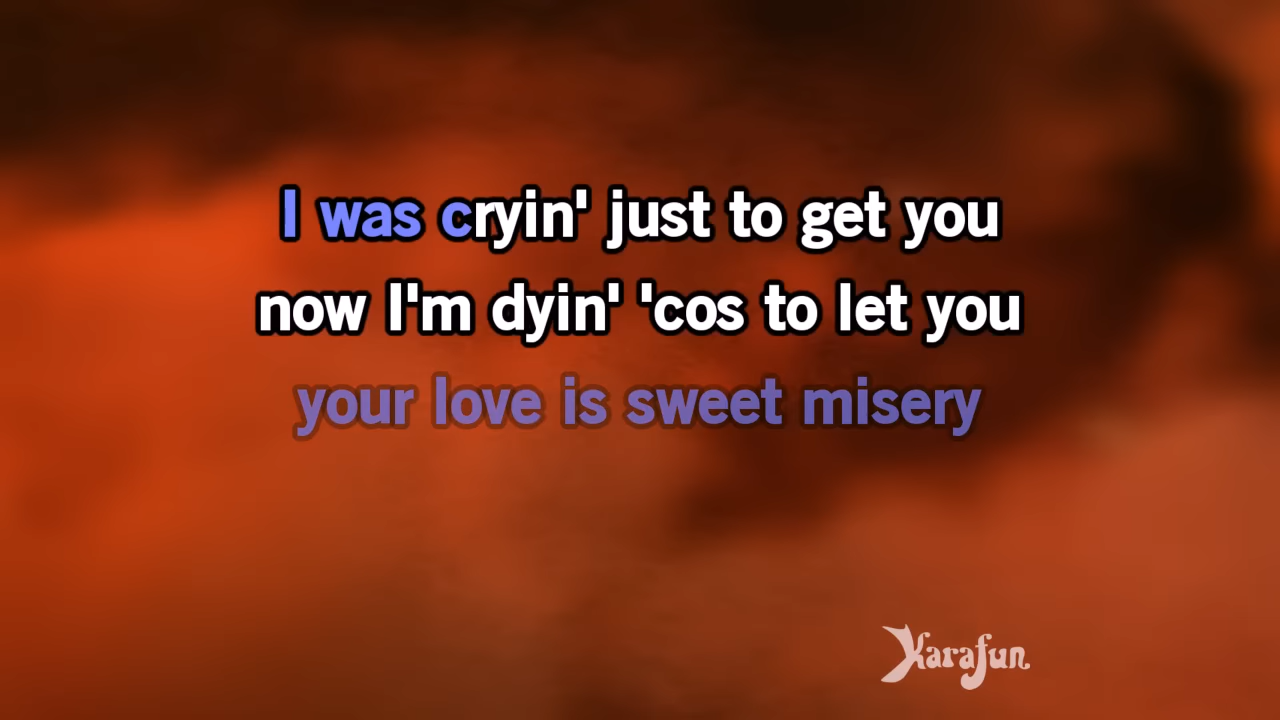 I was cryin' just to get you
now I'm dyin' 'cos to let you
your love is sweet misery
Karafun